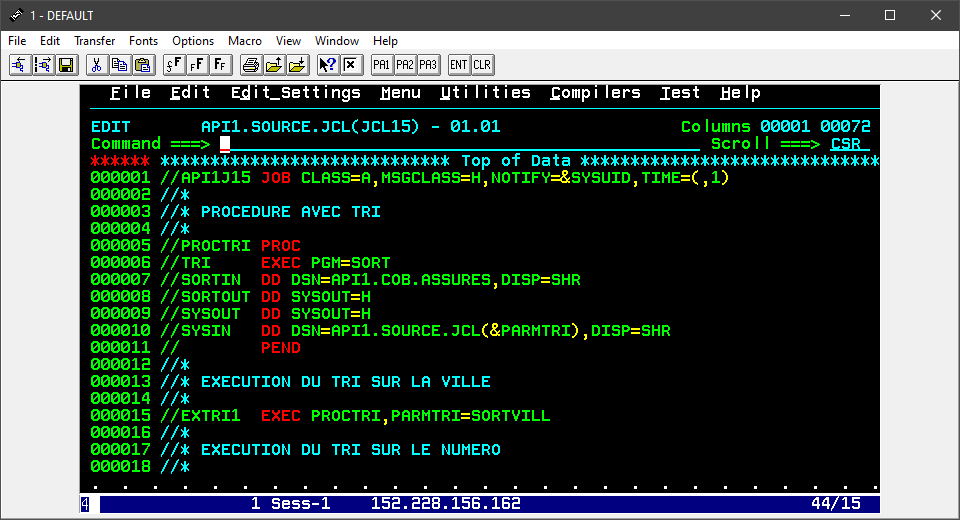 1 - DEFAULT
File Edit Transfer Fonts Options Macro View Window Help
PA1 PA2 PA3 ENT CLR
File Edit Edit_Settings Menu Utilities Compilers Test Help
EDIT API1.SOURCE.JCL(JCL15) - 01.01 Columns 00001 00072
Command ===> Scroll ===> CSR
****** ***************************** Top of Data ******************************
000001 //API1J15 JOB CLASS=A,MSGCLASS=H,NOTIFY=&SYSUID,TIME=(,1)
000002 //*
000003 //* PROCEDURE AVEC TRI
000004 //*
000005 //PROCTRI PROC
000006 //TRI     EXEC PGM=SORT
000007 //SORTIN  DD DSN=API1.COB.ASSURES,DISP=SHR
000008 //SORTOUT DD SYSOUT=H
000009 //SYSOUT  DD SYSOUT=H
000010 //SYSIN   DD DSN=API1.SOURCE.JCL(&PARMTRI),DISP=SHR
000011 //        PEND
000012 //*
000013 //* EXECUTION DU TRI SUR LA VILLE
000014 //*
000015 //EXTRI1  EXEC PROCTRI,PARMTRI=SORTVILL
000016 //*
000017 //* EXECUTION DU TRI SUR LE NUMERO
000018 //*
4 1 Sess-1 152.228.156.162 44/15